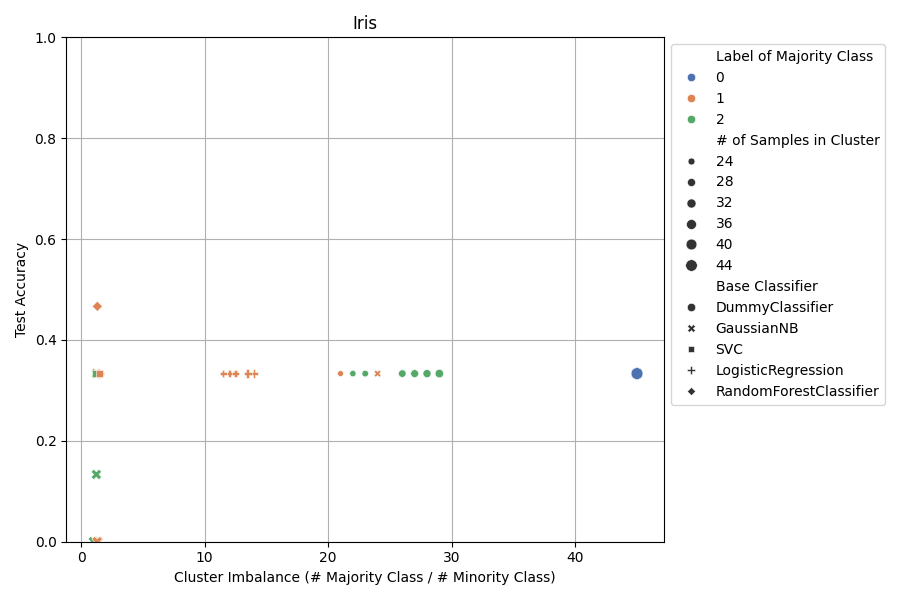 Iris
1.0
0.8
0.6
0.4
0.2
0.0
Test Accuracy
0
10
20
30
40
Cluster Imbalance (# Majority Class / # Minority Class)
Label of Majority Class
0
1
2
# of Samples in Cluster
24
28
32
36
40
44
Base Classifier
DummyClassifier
GaussianNB
SVC
LogisticRegression
RandomForestClassifier